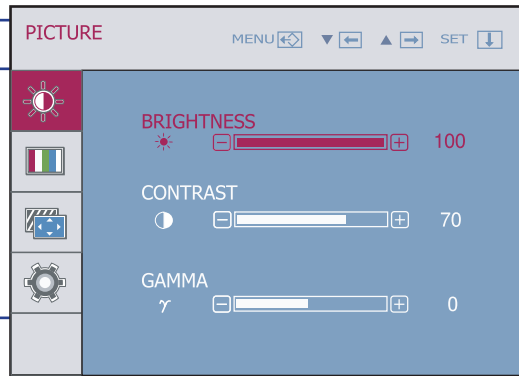 PICTURE
MENU ▼ ▲ SET
BRIGHTNESS
100
CONTRAST
70
GAMMA
γ 0